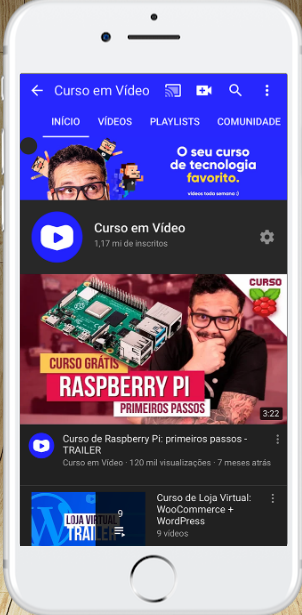 Curso em Vídeo
INÍCIO VÍDEOS PLAYLISTS COMUNIDADE
O seu curso
de tecnologia
favorito.
vídeos toda semana :)
Curso em Vídeo
1,17 mi de inscritos
CURSO
CURSO GRÁTIS
RASPBERRY PI
PRIMEIROS PASSOS
3:22
Curso de Raspberry Pi: primeiros passos -
TRAILER
Curso em Vídeo · 120 mil visualizações · 7 meses atrás
LOJA VIRTUAL
TRAILER
9
Curso de Loja Virtual:
WooCommerce +
WordPress
9 vídeos